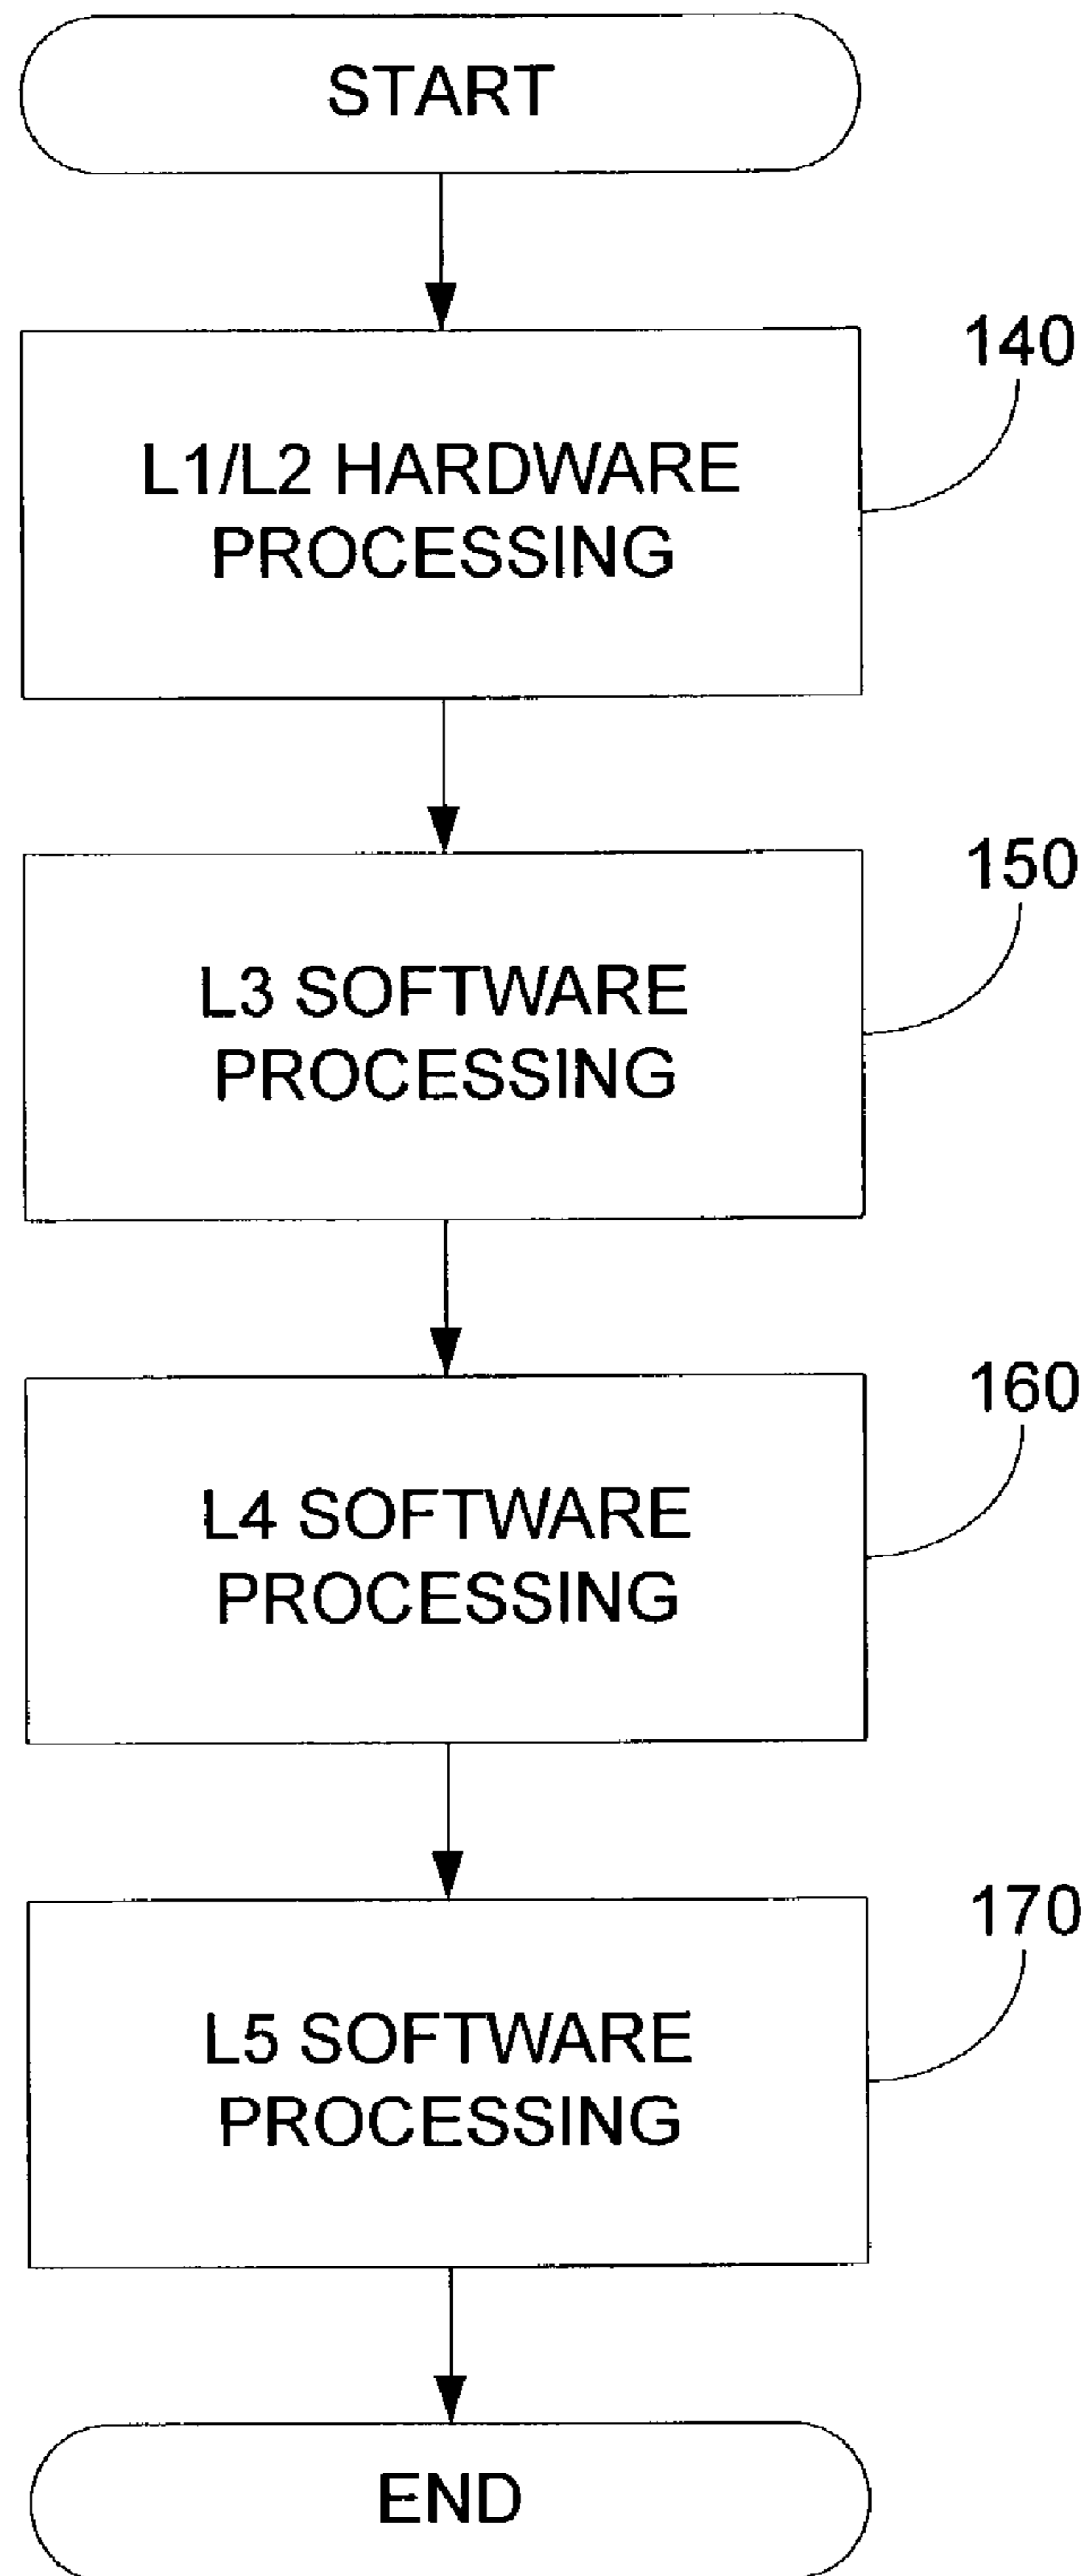 START
140
L1/L2 HARDWARE
PROCESSING
150
L3 SOFTWARE
PROCESSING
160
L4 SOFTWARE
PROCESSING
170
L5 SOFTWARE
PROCESSING
END